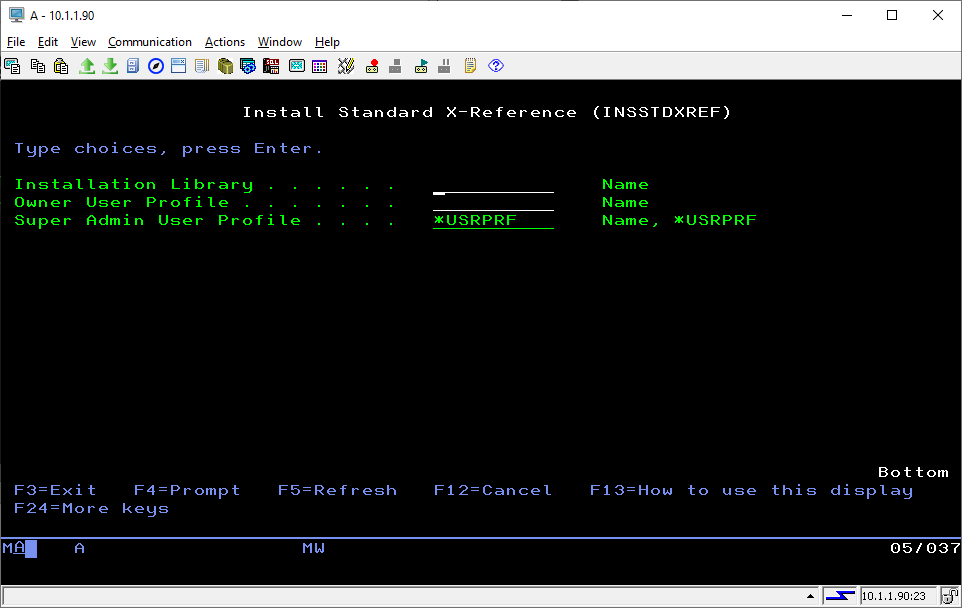 A - 10.1.1.90
File Edit View Communication Actions Window Help
Install Standard X-Reference (INSSTDXREF)
Type choices, press Enter.
Installation Library . . . . . . Name
Owner User Profile . . . . . . . Name
Super Admin User Profile . . . . *USRPRF Name, *USRPRF
Bottom
F3=Exit F4=Prompt F5=Refresh F12=Cancel F13=How to use this display
F24=More keys
MA A MW 05/037
10.1.1.90:23